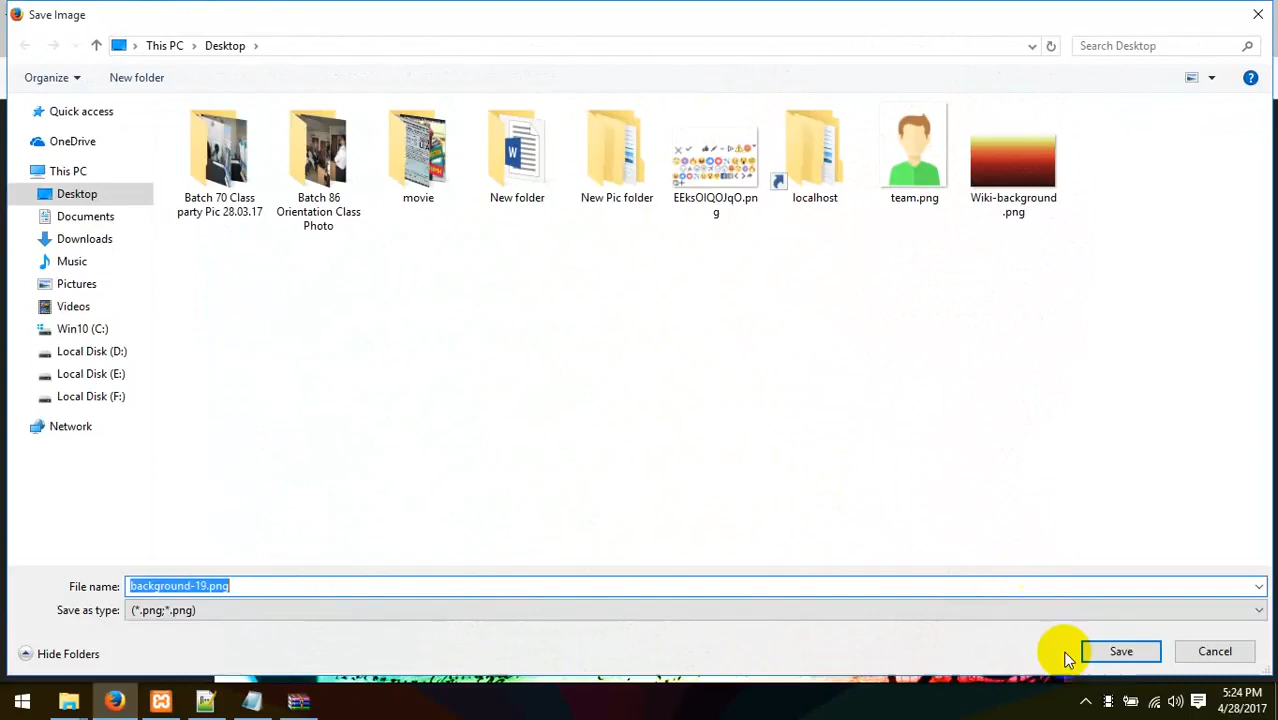 Save Image
This PC > Desktop >
Search Desktop
Organize
New folder
Quick access
OneDrive
This PC
Desktop
Documents
Downloads
Music
Pictures
Videos
Win10 (C:)
Local Disk (D:)
Local Disk (E:)
Local Disk (F:)
Network
Batch 70 Class
party Pic 28.03.17
Batch 86
Orientation Class
Photo
movie
New folder
New Pic folder
EEksOIQOJqO.pn
g
localhost
team.png
Wiki-background
.png
File name: background-19.png
Save as type: (*.png;*.png)
Hide Folders
Save
Cancel
5:24 PM
4/28/2017